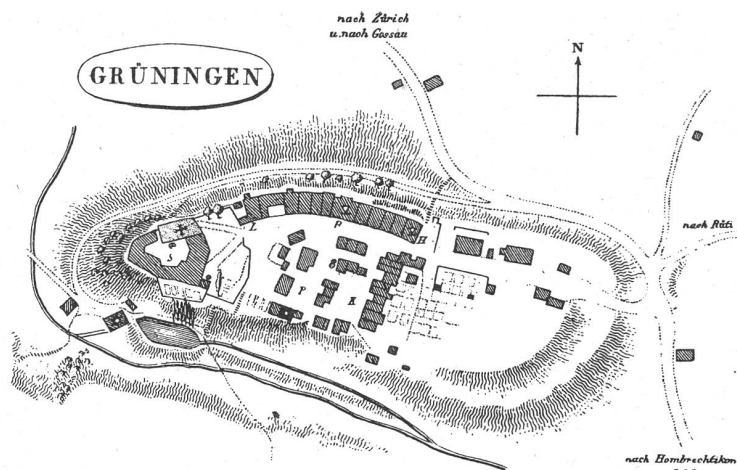 nach Zürich
u. nach Gossau
GRÜNINGEN
N
nach Rüti
L
P
H
S
P
K
nach Hombrechtikon